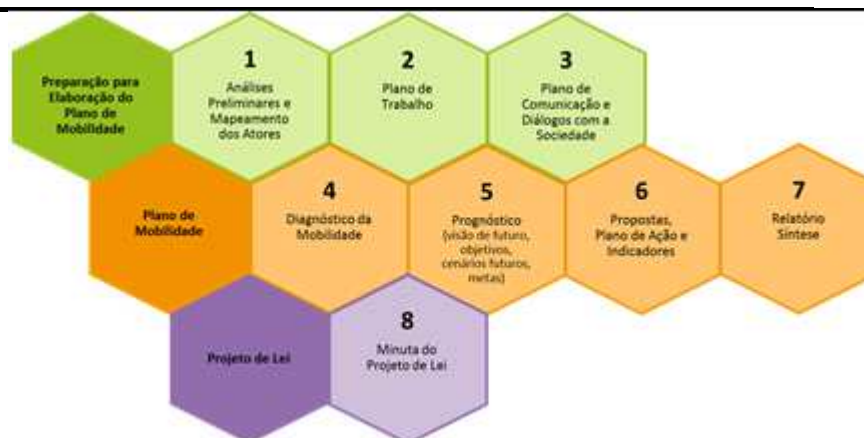 Preparação para
Elaboração do
Plano de
Mobilidade
1
Análises
Preliminares e
Mapeamento
dos Atores
2
Plano de
Trabalho
3
Plano de
Comunicação e
Diálogos com a
Sociedade
Plano de
Mobilidade
4
Diagnóstico da
Mobilidade
5
Prognóstico
(visão de futuro,
objetivos,
cenários futuros,
metas)
6
Propostas,
Plano de Ação e
Indicadores
7
Relatório
Síntese
Projeto de Lei
8
Minuta do
Projeto de Lei